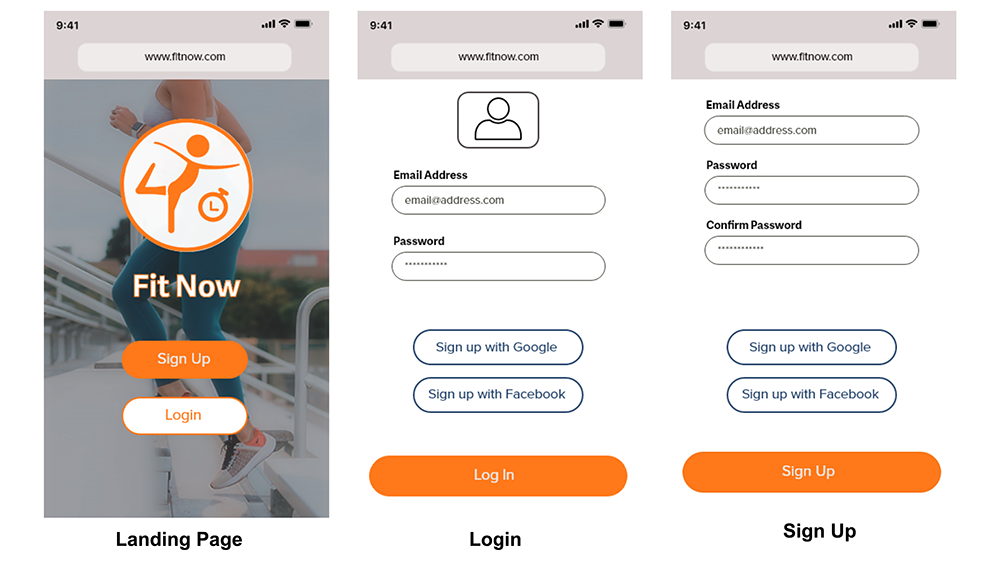 9:41
www.fitnow.com
Fit Now
Sign Up
Login
Landing Page
9:41
www.fitnow.com
Email Address
email@address.com
Password
***********
Sign up with Google
Sign up with Facebook
Log In
Login
9:41
www.fitnow.com
Email Address
email@address.com
Password
***********
Confirm Password
************
Sign up with Google
Sign up with Facebook
Sign Up
Sign Up